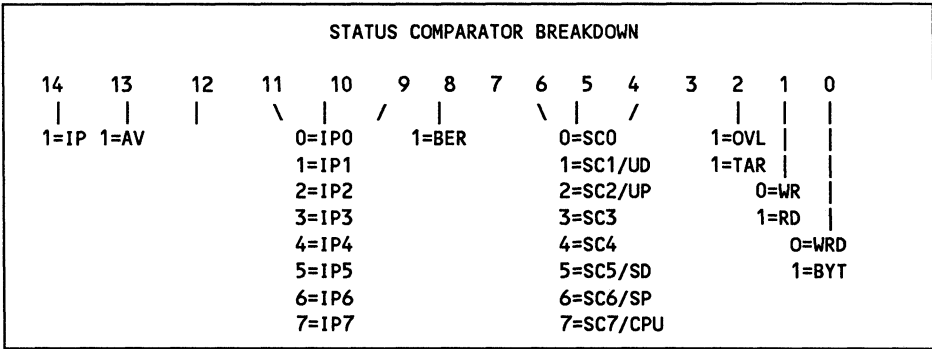 STATUS COMPARATOR BREAKDOWN
14 13 12 11 10 9 8 7 6 5 4 3 2 1 0
| | | \ | / | \ | / | | |
1=IP 1=AV 0=IP0 1=BER 0=SC0 1=OVL | |
1=IP1 1=SC1/UD 1=TAR | |
2=IP2 2=SC2/UP 0=WR |
3=IP3 3=SC3 1=RD |
4=IP4 4=SC4 0=WRD
5=IP5 5=SC5/SD 1=BYT
6=IP6 6=SC6/SP
7=IP7 7=SC7/CPU